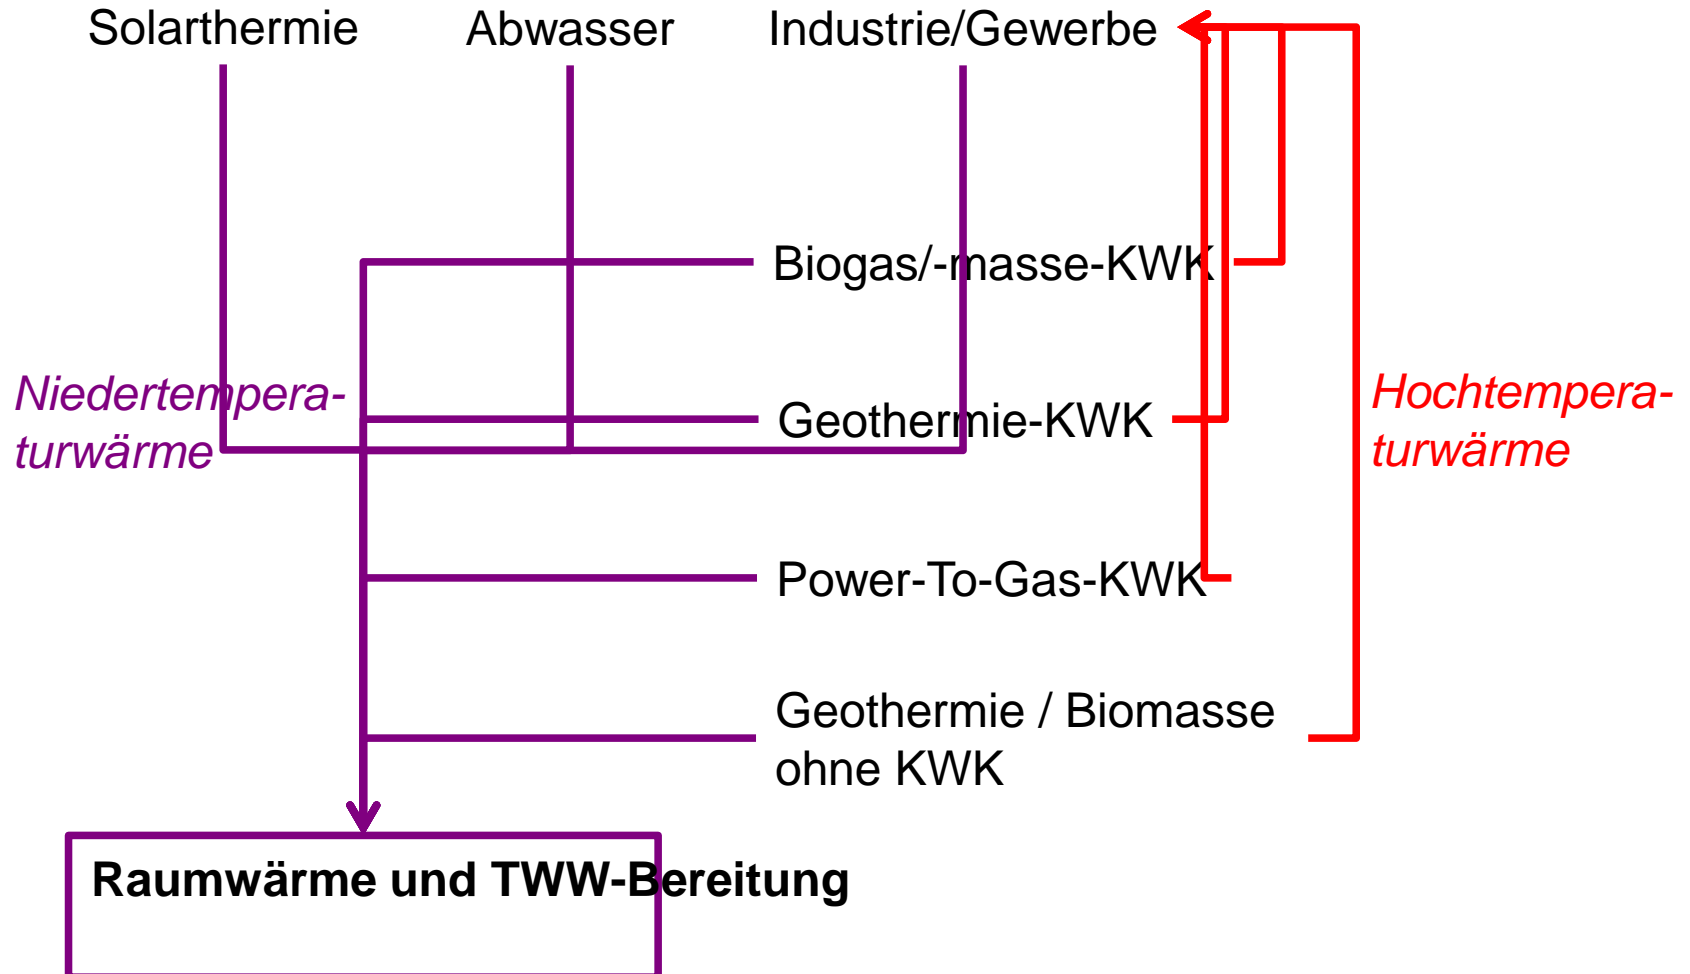 Solarthermie Abwasser Industrie/Gewerbe
Biogas/-masse-KWK
Niedertempera-
turwärme
Geothermie-KWK
Hochtempera-
turwärme
Power-To-Gas-KWK
Geothermie / Biomasse
ohne KWK
Raumwärme und TWW-Bereitung